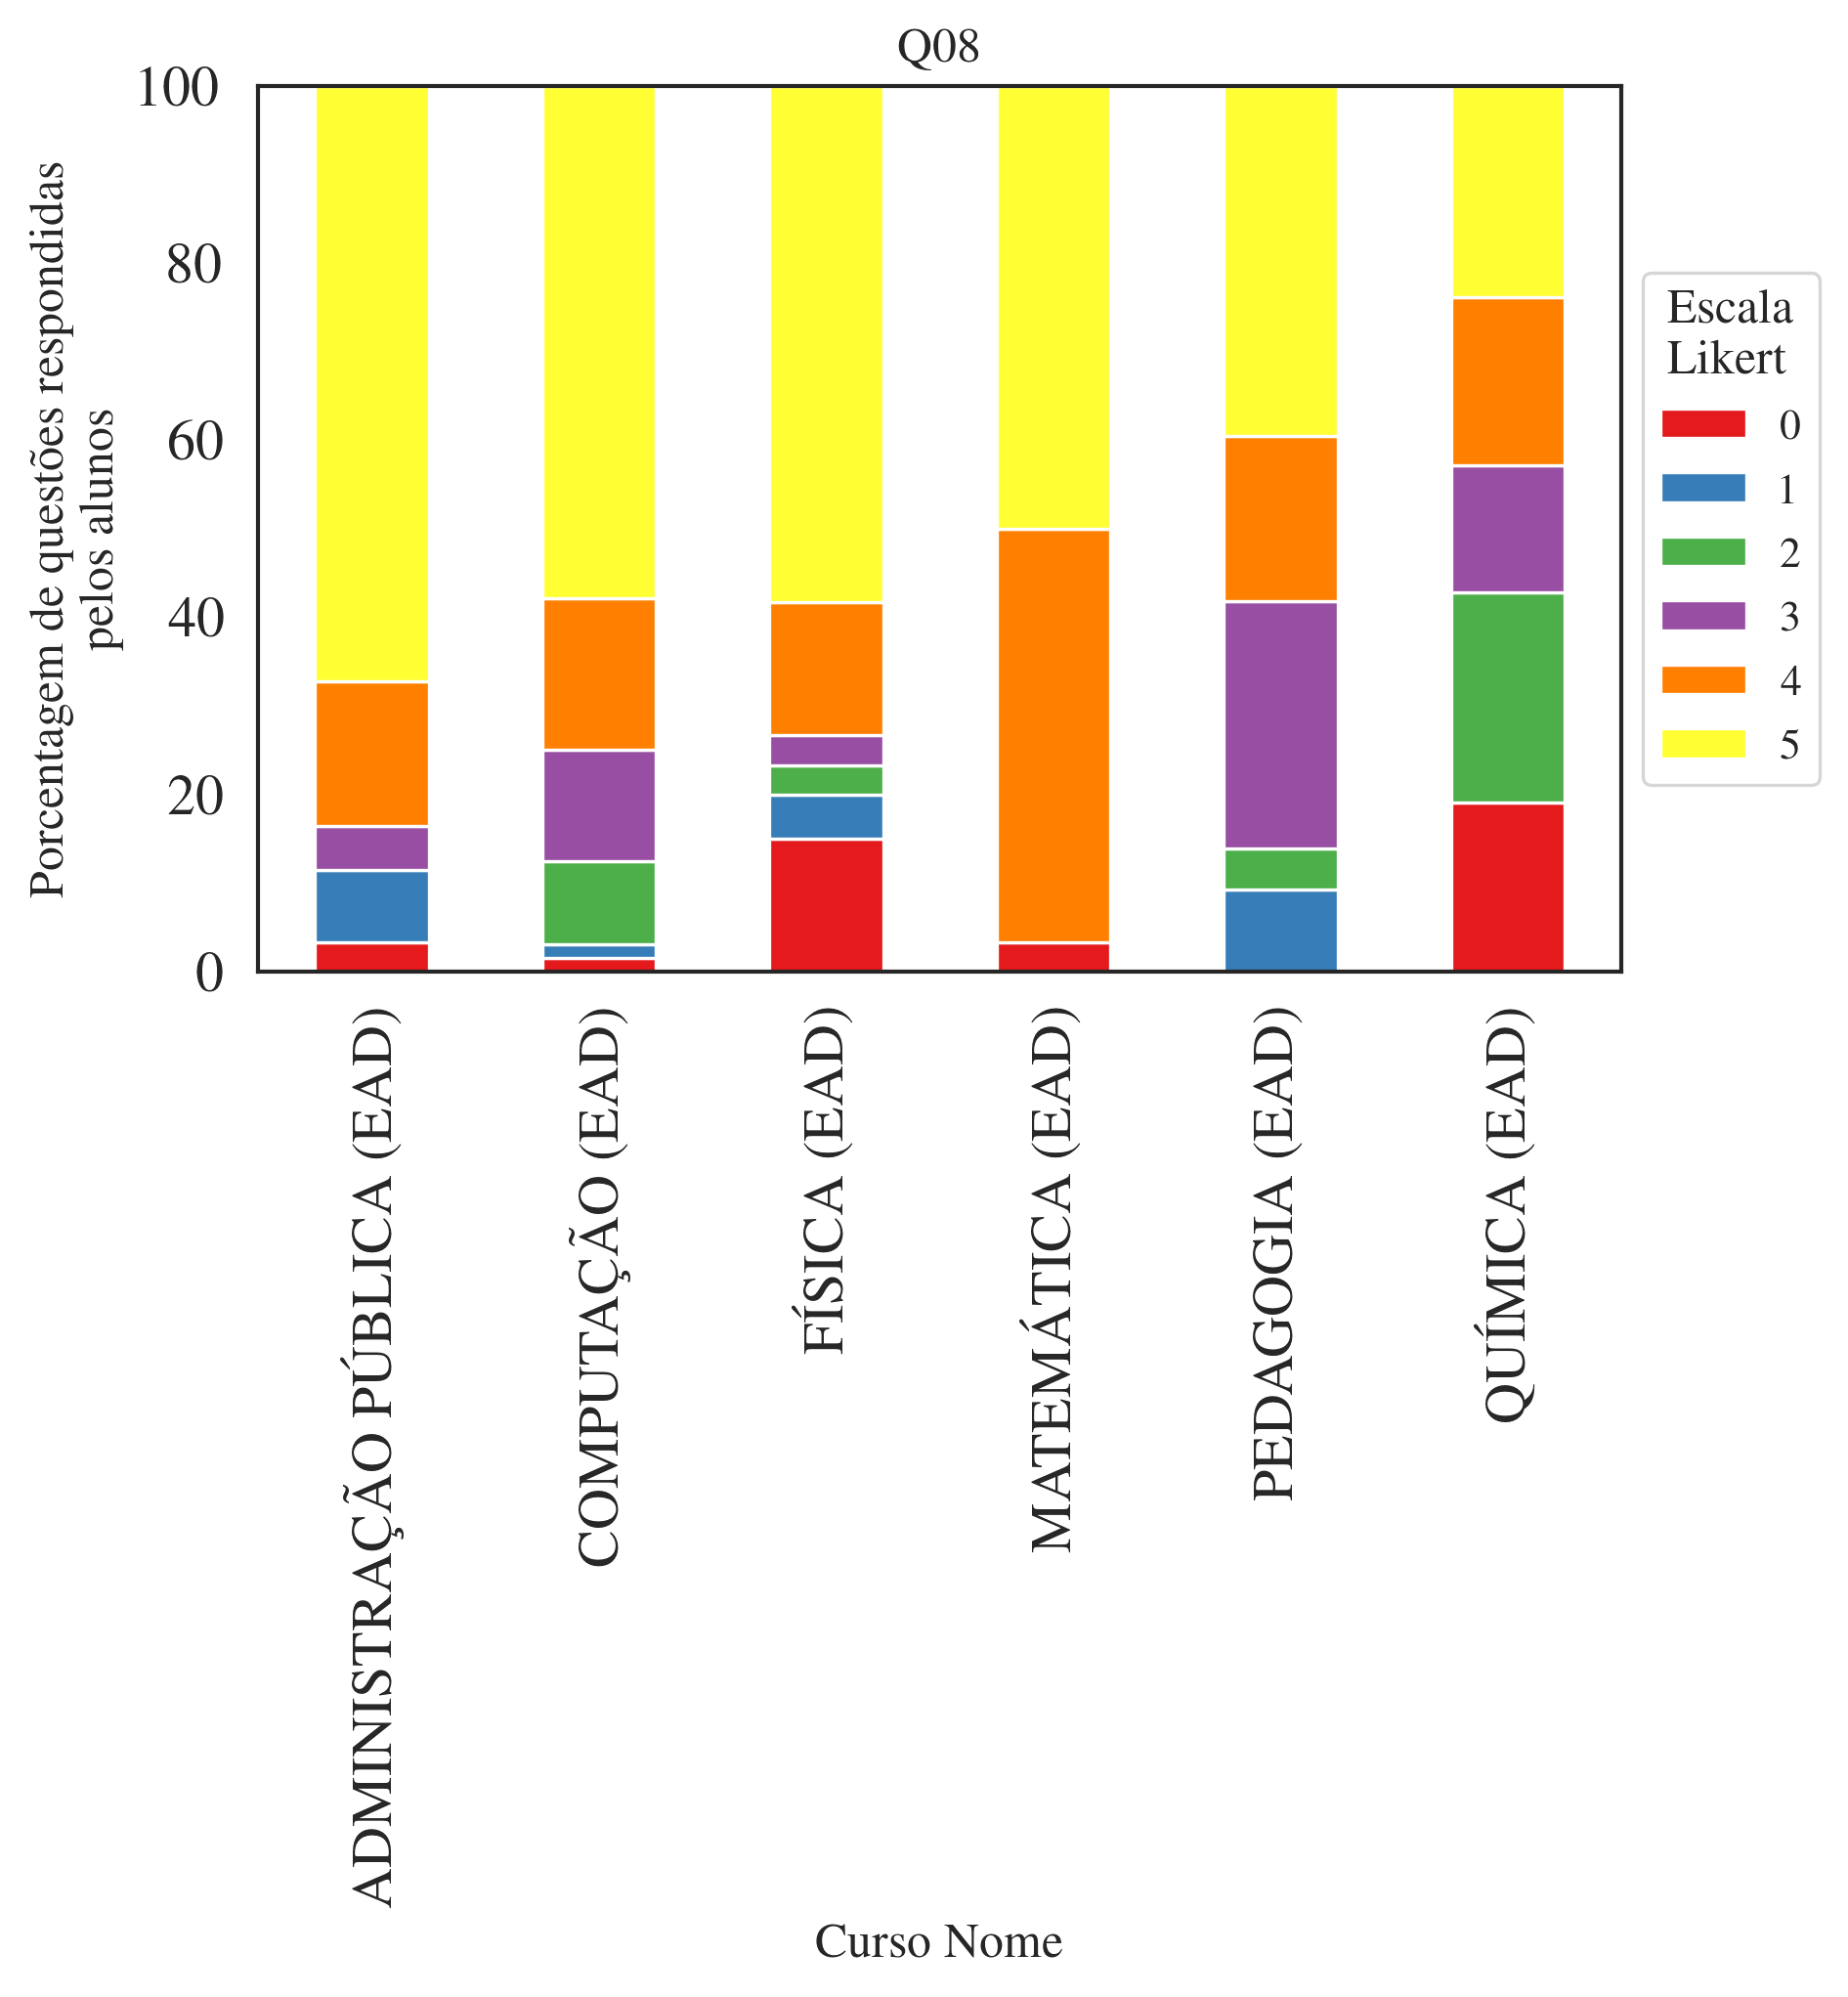 Q08
Porcentagem de questões respondidas
pelos alunos
100
80
60
40
20
0
Escala
Likert
0
1
2
3
4
5
ADMINISTRAÇÃO PÚBLICA (EAD)
COMPUTAÇÃO (EAD)
FÍSICA (EAD)
MATEMÁTICA (EAD)
PEDAGOGIA (EAD)
QUÍMICA (EAD)
Curso Nome